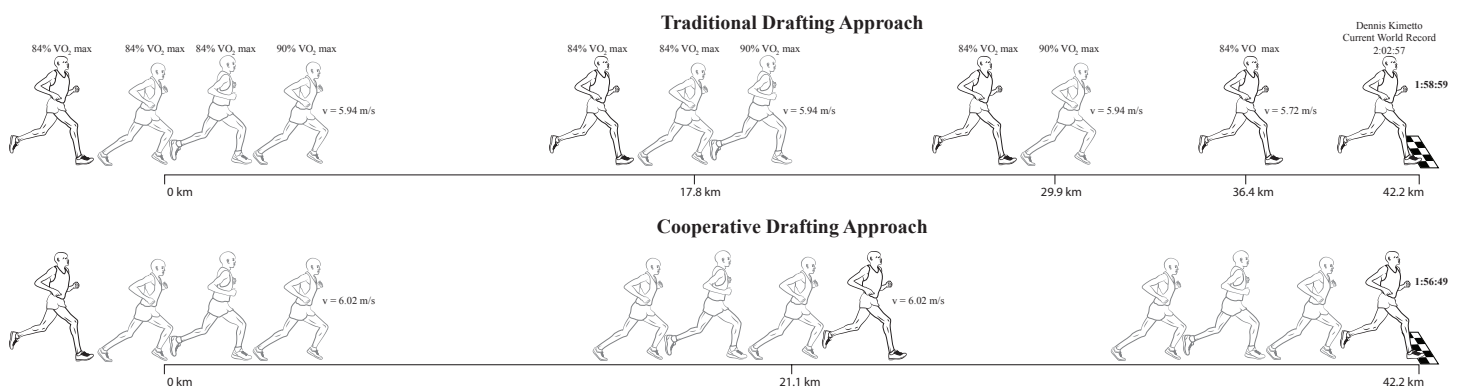 Traditional Drafting Approach
Dennis Kimetto
Current World Record
2:02:57
84% VO2 max
84% VO2 max
84% VO2 max
90% VO2 max
84% VO2 max
84% VO2 max
90% VO2 max
84% VO2 max
90% VO2 max
84% VO max
1:58:59
v = 5.94 m/s
v = 5.94 m/s
v = 5.94 m/s
v = 5.72 m/s
0 km
17.8 km
29.9 km
36.4 km
42.2 km
Cooperative Drafting Approach
1:56:49
v = 6.02 m/s
v = 6.02 m/s
0 km
21.1 km
42.2 km